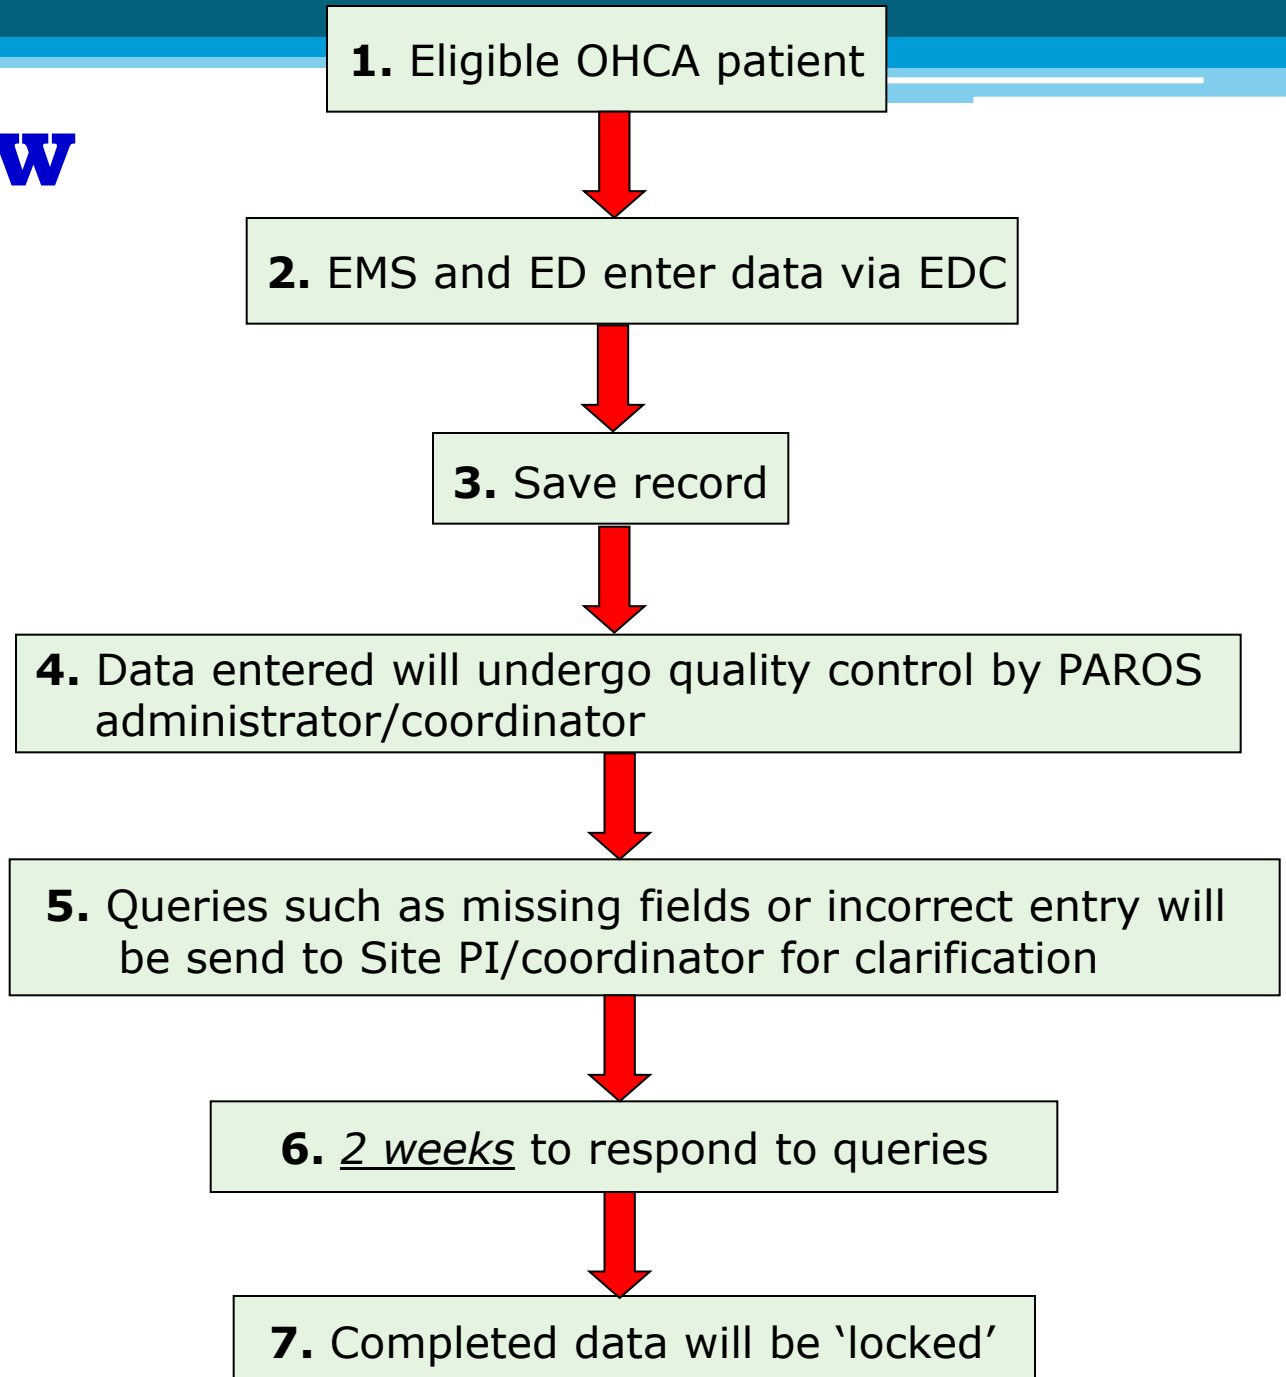 1. Eligible OHCA patient
w
2. EMS and ED enter data via EDC
3. Save record
4. Data entered will undergo quality control by PAROS
administrator/coordinator
5. Queries such as missing fields or incorrect entry will
be send to Site PI/coordinator for clarification
6. 2 weeks to respond to queries
7. Completed data will be ‘locked’